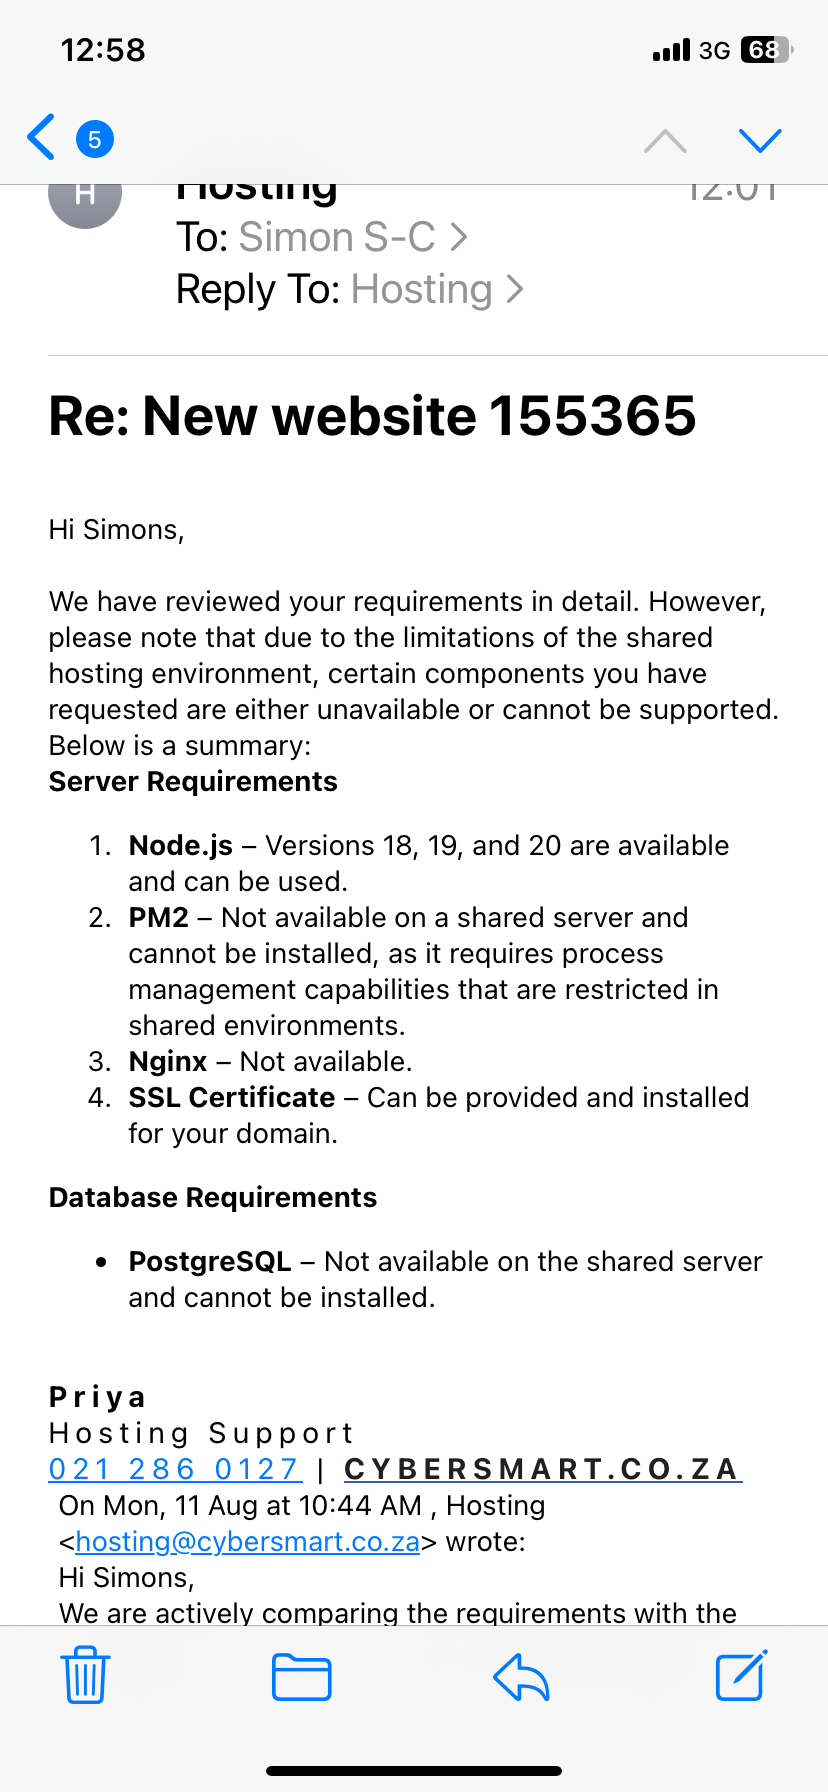 12:58
3G 68
5
H
Hosting
12:01
To: Simon S-C
Reply To: Hosting
Re: New website 155365
Hi Simons,
We have reviewed your requirements in detail. However,
please note that due to the limitations of the shared
hosting environment, certain components you have
requested are either unavailable or cannot be supported.
Below is a summary:
Server Requirements
1. Node.js – Versions 18, 19, and 20 are available
and can be used.
2. PM2 – Not available on a shared server and
cannot be installed, as it requires process
management capabilities that are restricted in
shared environments.
3. Nginx – Not available.
4. SSL Certificate – Can be provided and installed
for your domain.
Database Requirements
• PostgreSQL – Not available on the shared server
and cannot be installed.
Priya
Hosting Support
021 286 0127 | CYBERSMART.CO.ZA
On Mon, 11 Aug at 10:44 AM , Hosting
<hosting@cybersmart.co.za> wrote:
Hi Simons,
We are actively comparing the requirements with the